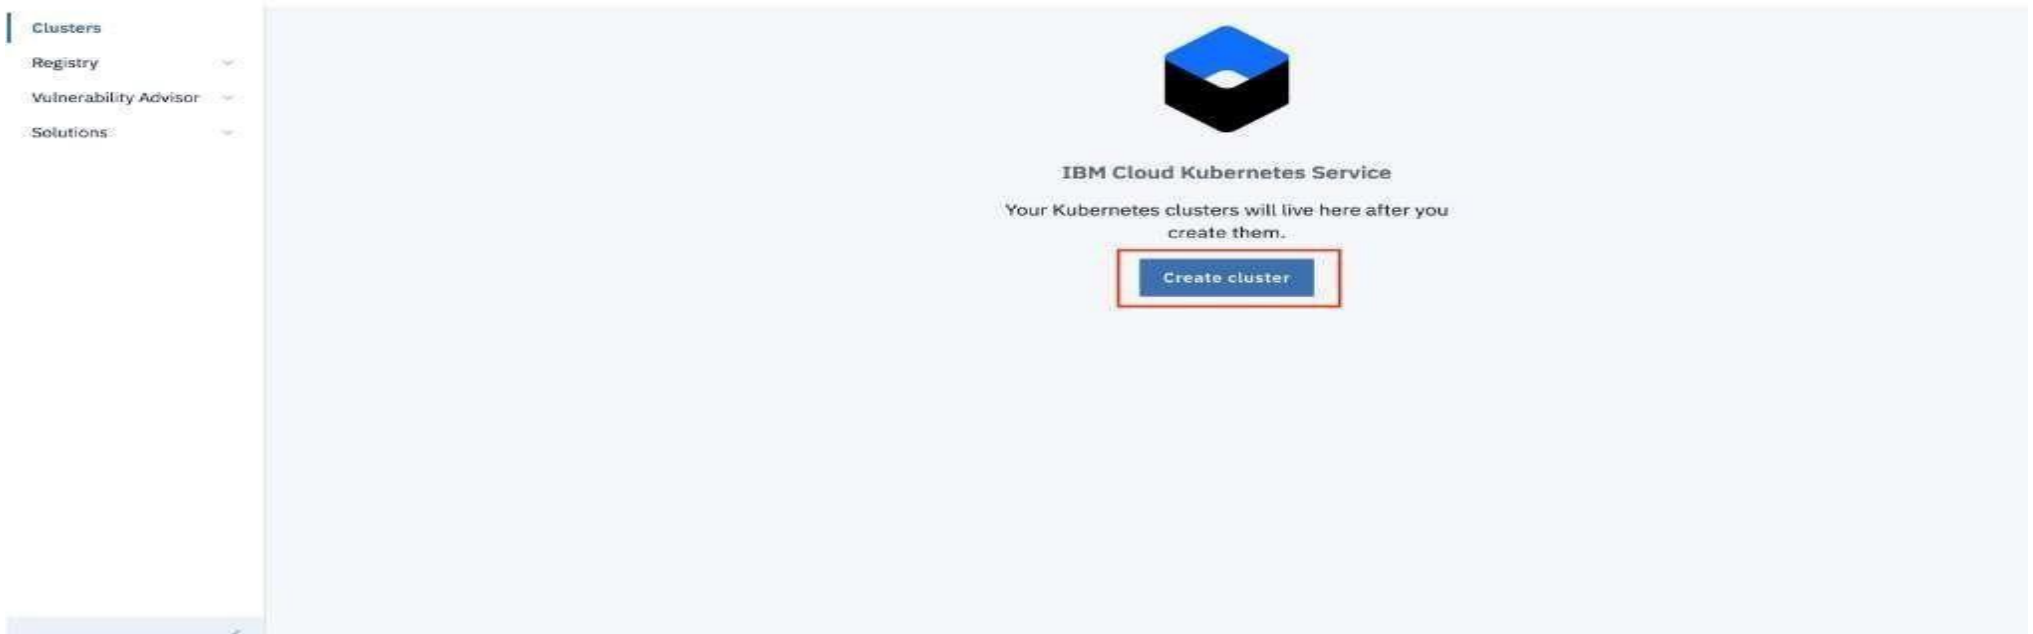 Clusters
Registry
Vulnerability Advisor
Solutions
IBM Cloud Kubernetes Service
Your Kubernetes clusters will live here after you
create them.
Create cluster